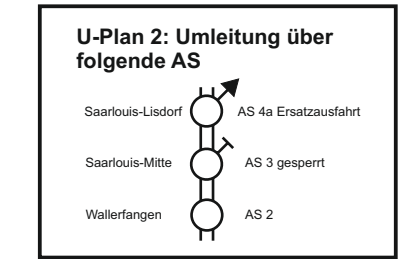 U-Plan 2: Umleitung über
folgende AS
Saarlouis-Lisdorf AS 4a Ersatzausfahrt
Saarlouis-Mitte AS 3 gesperrt
Wallerfangen AS 2